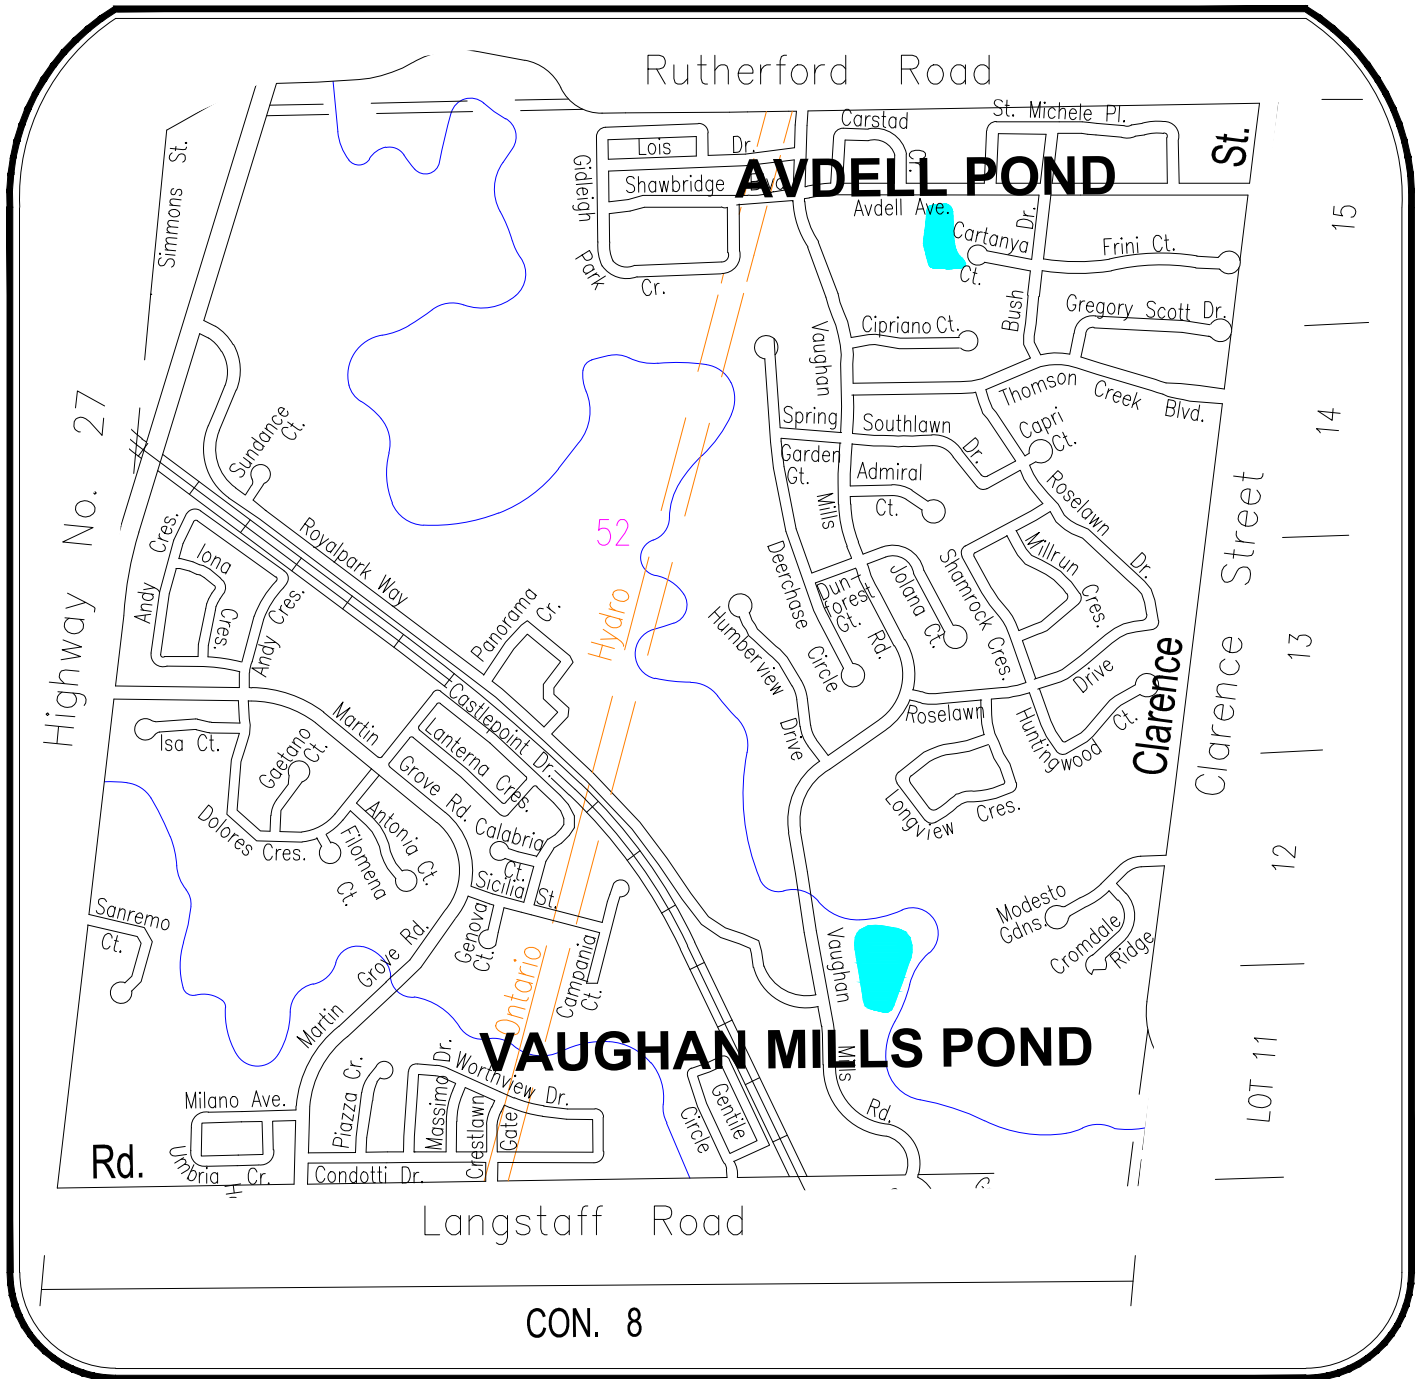 Rutherford Road
Carstad
Cr.
St. Michele Pl.
St.
Simmons St.
Lois Dr.
Gidleigh
Park
Cr.
Shawbridge Blvd.
AVDELL POND
Avdell Ave.
Cartanya
Ct.
Bush Dr.
Frini Ct.
15
Gregory Scott Dr.
Cipriano Ct.
Vaughan
Thomson Creek Blvd.
Highway No. 27
Sundance
Ct.
Spring
Garden
Gt.
Southlawn
Dr.
Capri
Ct.
14
Admiral
Ct.
Mills
Roselawn
Dr.
Clarence Street
52
Royalpark Way
Andy Cres.
Iona
Cres.
Andy Cres.
Deerchase
Circle
Dun-
forest
Gt.
Rd.
Jolana Ct.
Shamrock Cres.
Millrun
Cres.
Hydro
Panorama
Cr.
Humberview
Drive
13
Drive
Clarence
Roselawn
Huntingwood
Ct.
Martin
Castlepoint Dr.
Lanterna Cres.
Isa Ct.
Gaetano
Ct.
Grove Rd.
Dolores Cres.
Filomena
Ct.
Antonia Ct.
Calabria
Ct.
Longview Cres.
12
Sicilia St.
Sanremo
Ct.
Genova
Ct.
Campania
Ct.
Modesto
Gdns.
Cromdale
Ridge
Martin Grove Rd.
Ontario
Vaughan
Mills
Rd.
VAUGHAN MILLS POND
LOT 11
Milano Ave.
Umbria Cr.
Piazza Cr.
Massimo Dr.
Worthview Dr.
Crestlawn
Gate
Gentile
Circle
Rd.
Condotti Dr.
Langstaff Road
CON. 8